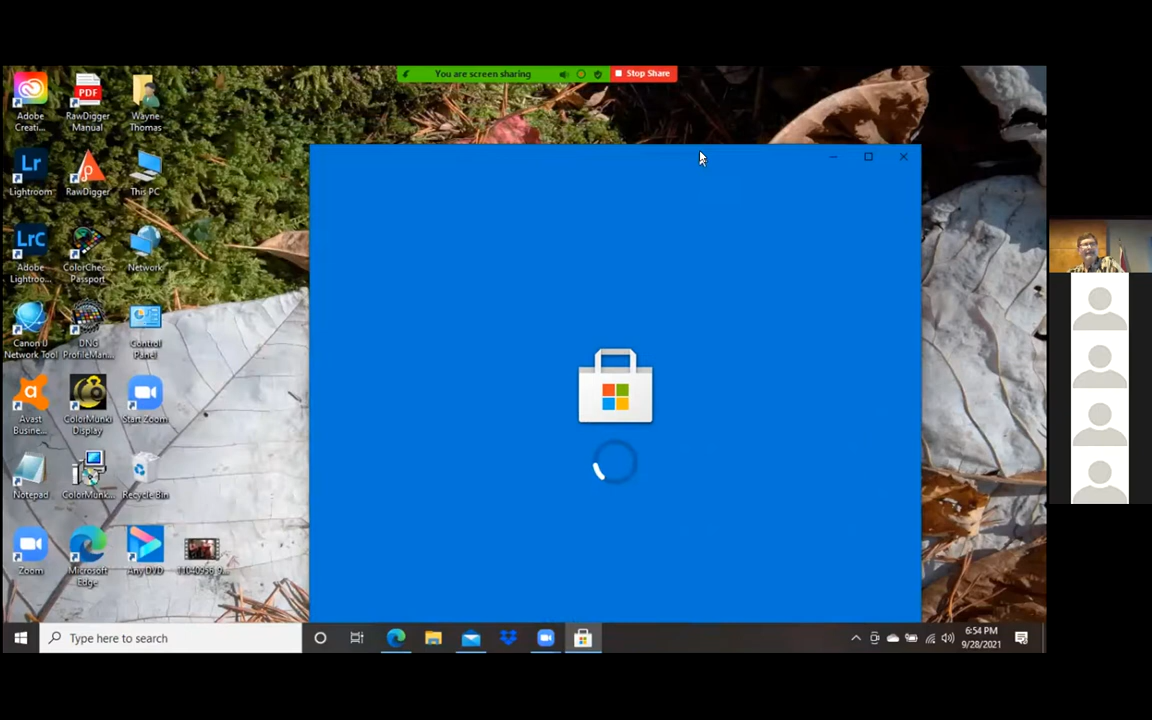 You are screen sharing
Stop Share
Adobe
Creati...
PDF
RawDigger
Manual
Wayne
Thomas
Lr
Lightroom
RawDigger
This PC
LrC
Adobe
Lightroo...
ColorChec...
Passport
Network
Canon IJ
Network Tool
DNG
ProfileMan...
Control
Panel
Avast
Busine...
ColorMunki
Display
Start Zoom
Notepad
ColorMunk...
Recycle Bin
Zoom
Microsoft
Edge
AnyDVD
Type here to search
6:54 PM
9/28/2021